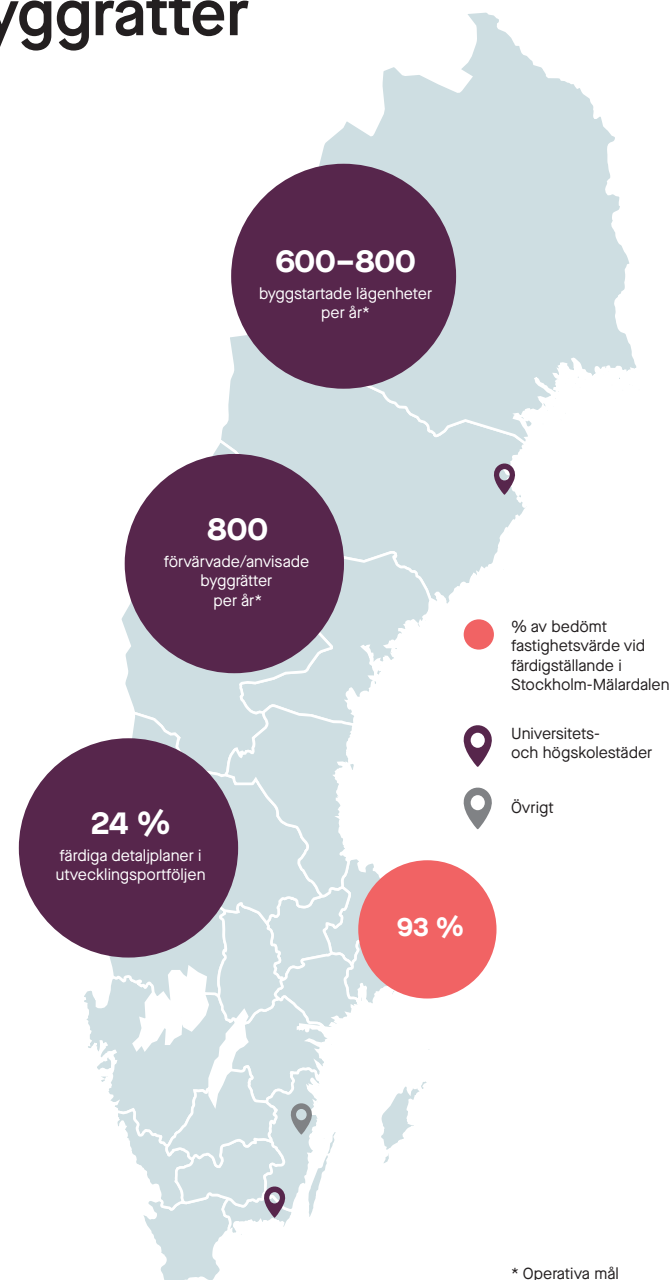 yggrätter
600–800
byggstartade lägenheter
per år*
800
förvärvade/anvisade
byggrätter
per år*
% av bedömt
fastighetsvärde vid
färdigställande i
Stockholm-Mälardalen
Universitets-
och högskolestäder
Övrigt
24 %
färdiga detaljplaner i
utvecklingsportföljen
93 %
* Operativa mål